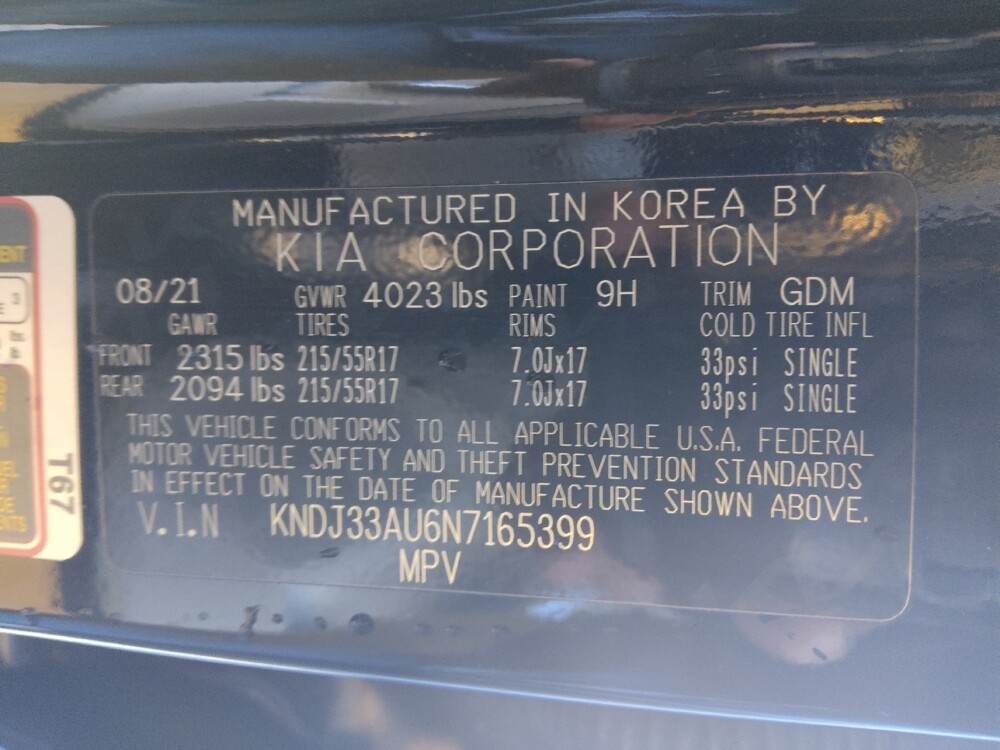 MANUFACTURED IN KOREA BY
KIA CORPORATION
08/21 GVWR 4023 lbs PAINT 9H TRIM GDM
GAWR TIRES RIMS COLD TIRE INFL
FRONT 2315 lbs 215/55R17 7.0Jx17 33psi SINGLE
REAR 2094 lbs 215/55R17 7.0Jx17 33psi SINGLE
THIS VEHICLE CONFORMS TO ALL APPLICABLE U.S.A. FEDERAL
MOTOR VEHICLE SAFETY AND THEFT PREVENTION STANDARDS
IN EFFECT ON THE DATE OF MANUFACTURE SHOWN ABOVE.
V.I.N KNDJ33AU6N7165399
MPV
T67